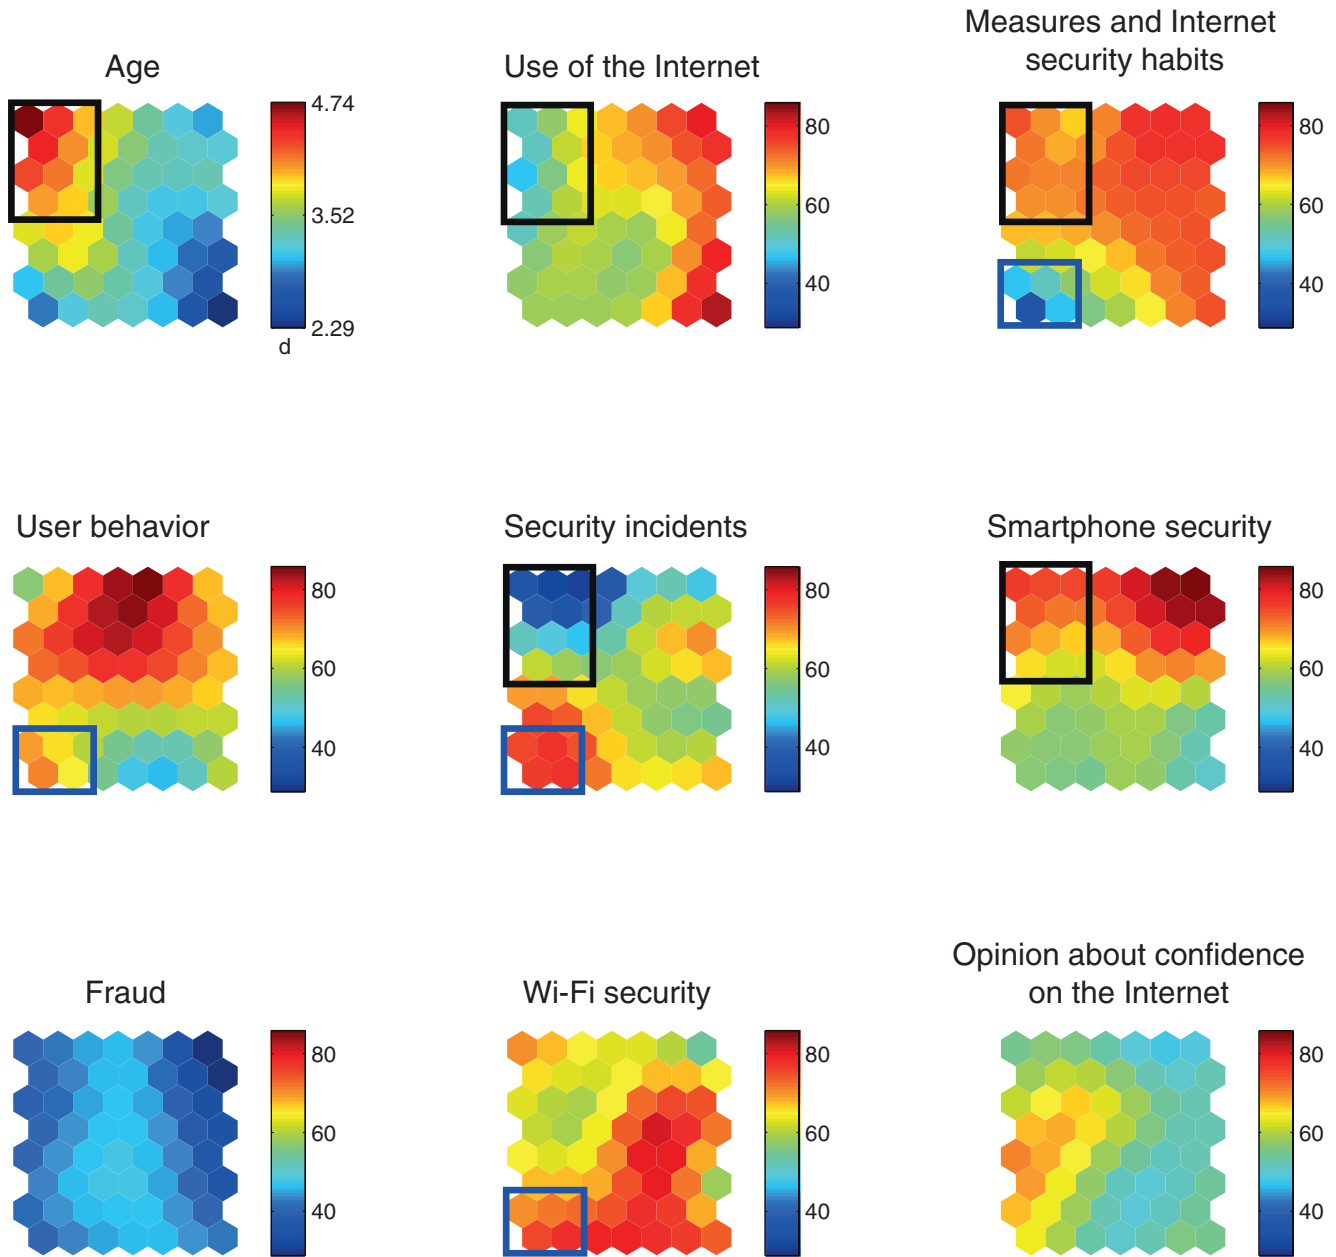 Age
4.74
3.52
2.29
d
Use of the Internet
80
60
40
Measures and Internet
security habits
80
60
40
User behavior
80
60
40
Security incidents
80
60
40
Smartphone security
80
60
40
Fraud
80
60
40
Wi-Fi security
80
60
40
Opinion about confidence
on the Internet
80
60
40